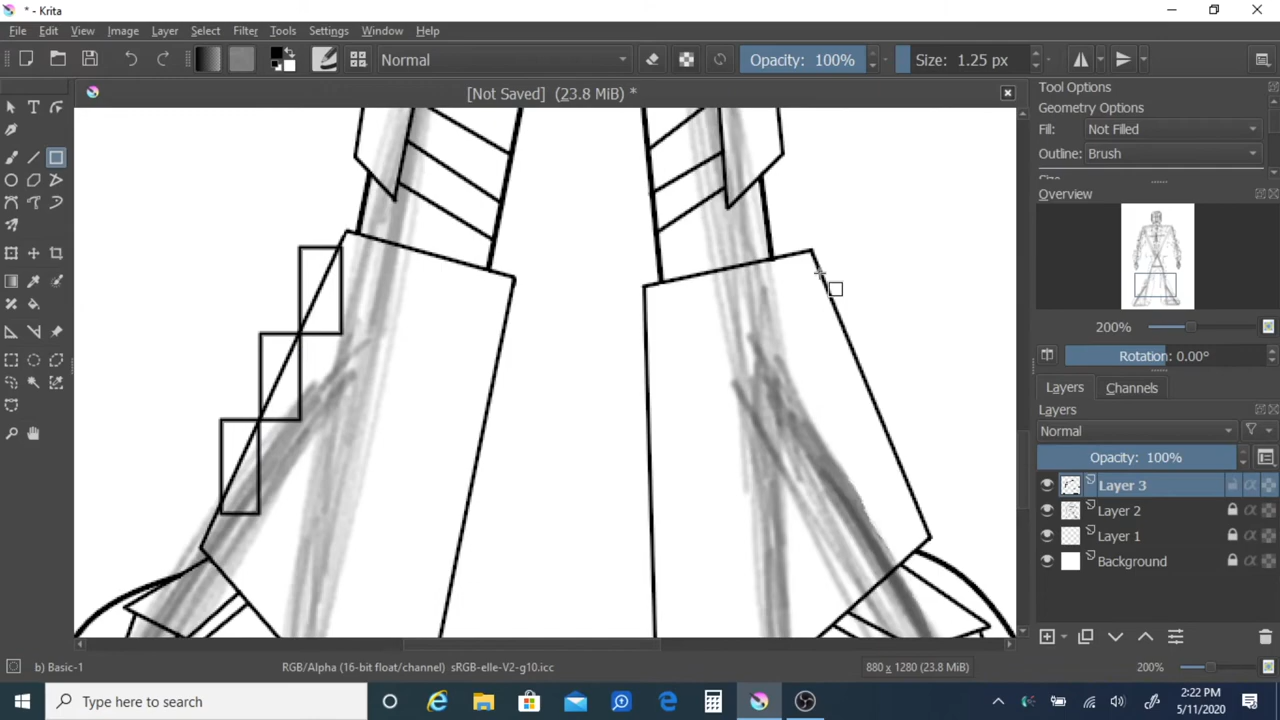 * - Krita
File Edit View Image Layer Select Filter Tools Settings Window Help
Normal Opacity: 100% Size: 1.25 px
[Not Saved] (23.8 MiB) *
Tool Options
Geometry Options
Fill: Not Filled
Outline: Brush
Overview
200%
Rotation: 0.00°
Layers Channels
Layers
Normal
Opacity: 100%
Layer 3
Layer 2
Layer 1
Background
b) Basic-1 RGB/Alpha (16-bit float/channel) sRGB-elle-V2-g10.icc 880 x 1280 (23.8 MiB) 200%
Type here to search
2:22 PM
5/11/2020